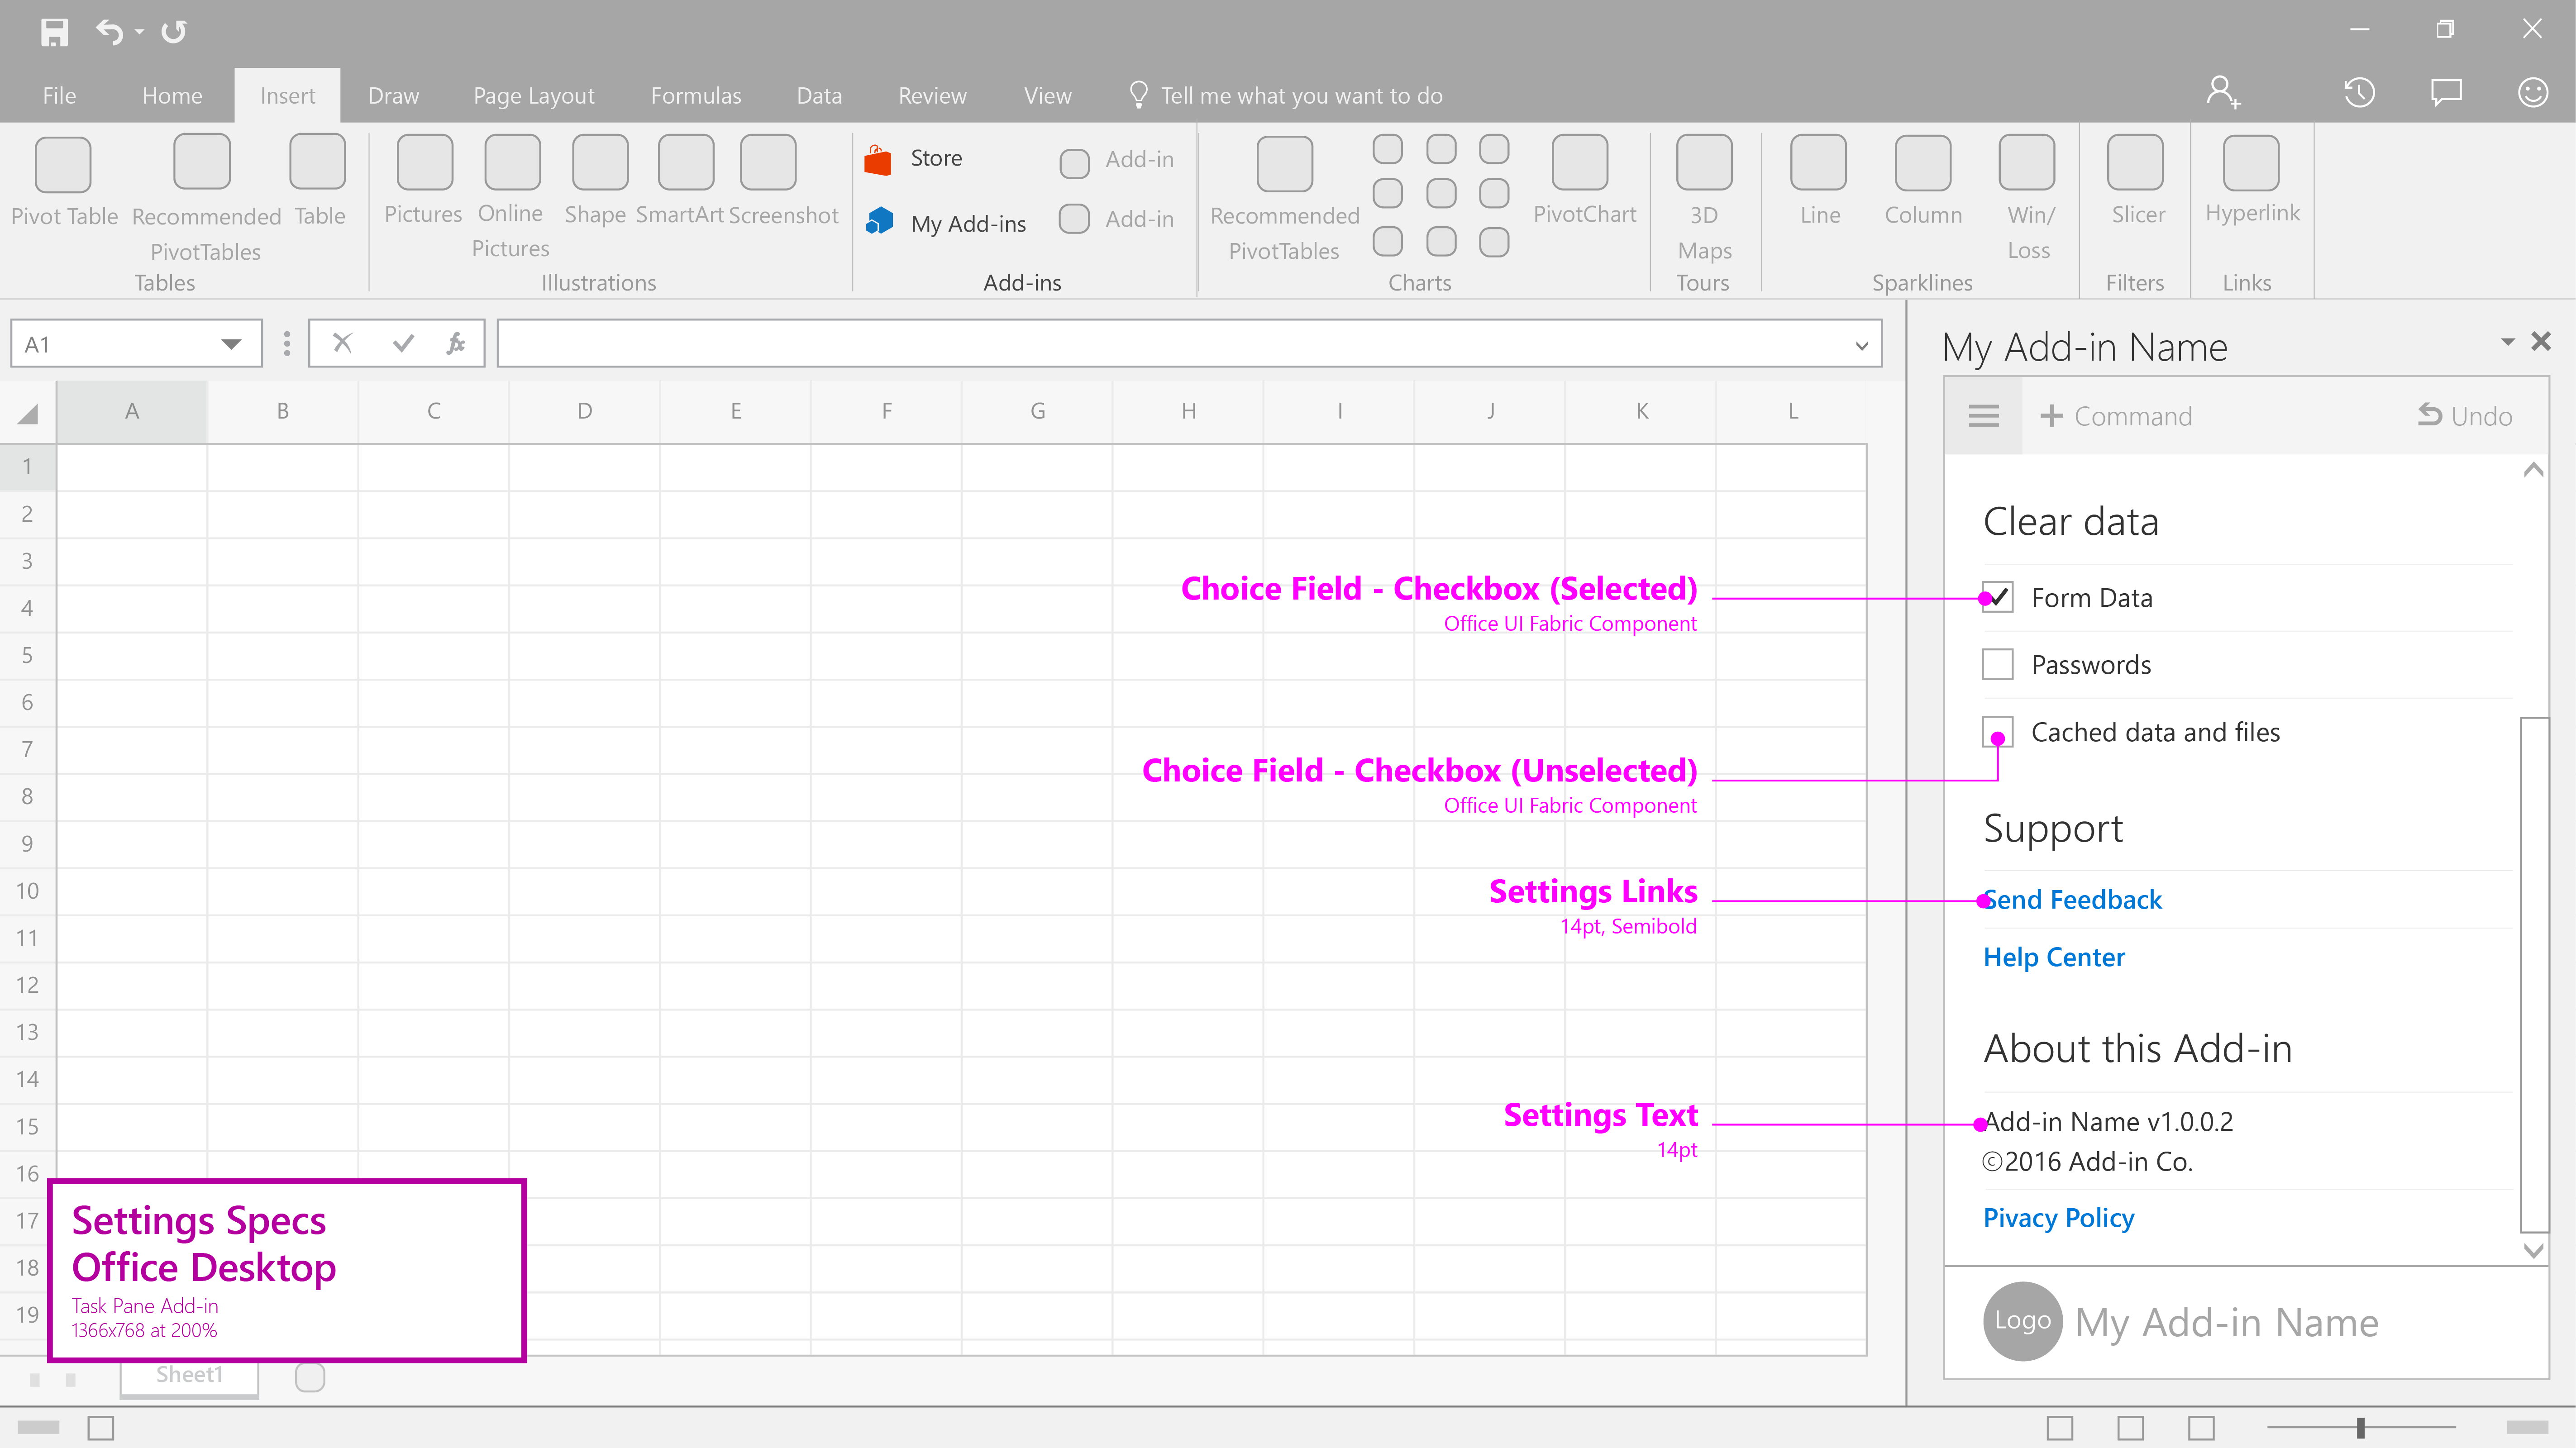 File Home Insert Draw Page Layout Formulas Data Review View Tell me what you want to do
Pivot Table
Recommended
PivotTables
Table
Tables
Pictures
Online
Pictures
Shape
SmartArt
Screenshot
Illustrations
Store
My Add-ins
Add-in
Add-in
Add-ins
Recommended
PivotTables
PivotChart
Charts
3D
Maps
Tours
Line
Column
Win/
Loss
Sparklines
Slicer
Filters
Hyperlink
Links
A1
fx
A B C D E F G H I J K L
1
2
3
4
5
6
7
8
9
10
11
12
13
14
15
16
17
18
19
Choice Field - Checkbox (Selected)
Office UI Fabric Component
Choice Field - Checkbox (Unselected)
Office UI Fabric Component
Settings Links
14pt, Semibold
Settings Text
14pt
Settings Specs
Office Desktop
Task Pane Add-in
1366x768 at 200%
Sheet1
My Add-in Name
Command Undo
Clear data
Form Data
Passwords
Cached data and files
Support
Send Feedback
Help Center
About this Add-in
Add-in Name v1.0.0.2
©2016 Add-in Co.
Pivacy Policy
Logo My Add-in Name